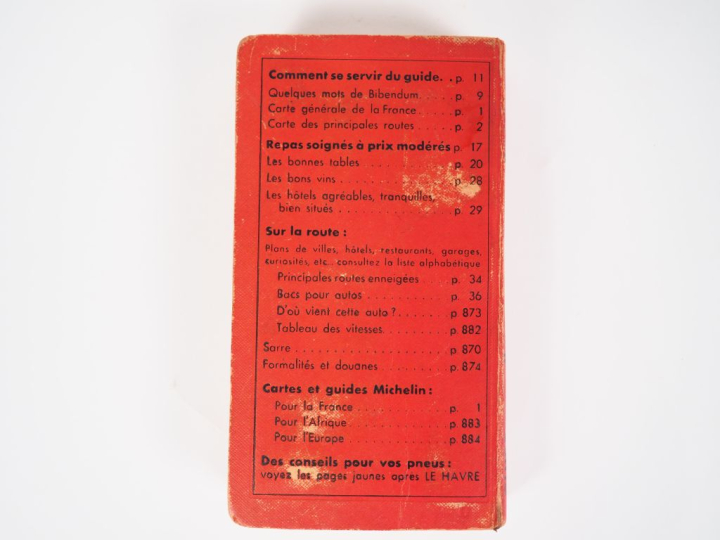 Comment se servir du guide. . p. 11
Quelques mots de Bibendum..... p. 9
Carte générale de la France..... p. 1
Carte des principales routes..... p. 2
Repas soignés à prix modérés p. 17
Les bonnes tables............ p. 20
Les bons vins............ p. 28
Les hôtels agréables, tranquilles,
bien situés............ p. 29
Sur la route :
Plans de villes, hôtels, restaurants, garages,
curiosités, etc.. consultez la liste alphabétique
Principales routes enneigées p. 34
Bacs pour autos............ p. 36
D'où vient cette auto ?...... p. 873
Tableau des vitesses........ p. 882
Sarre.................... p. 870
Formalités et douanes........ p. 874
Cartes et guides Michelin :
Pour la France............ p. 1
Pour l'Afrique............ p. 883
Pour l'Europe............ p. 884
Des conseils pour vos pneus :
voyez les pages jaunes apres LE HAVRE